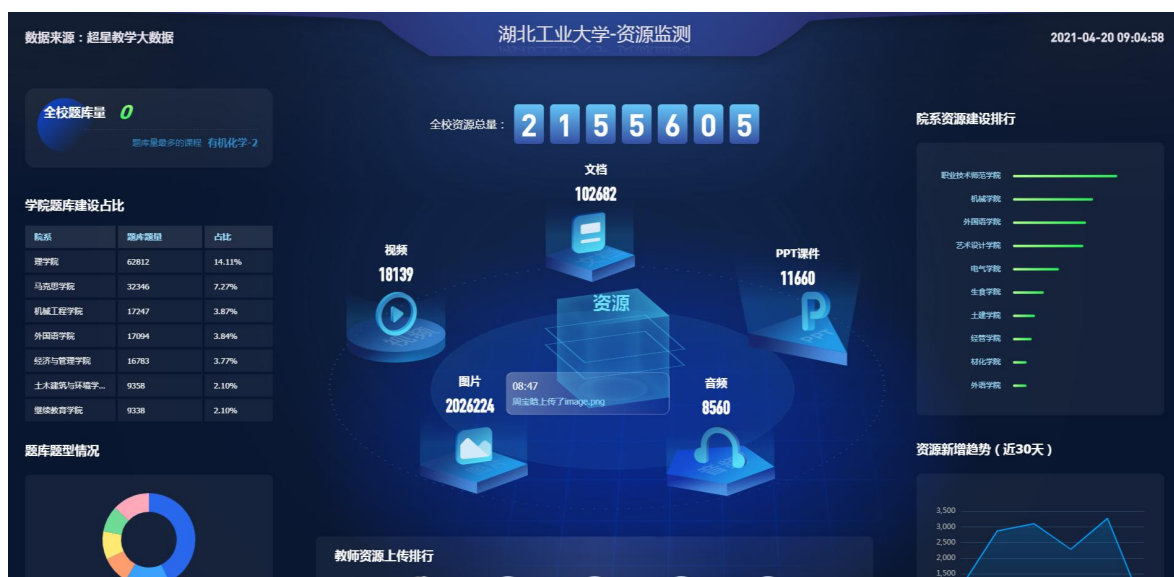 数据来源：超星教学大数据
湖北工业大学-资源监测
2021-04-20 09:04:58
全校题库量 0
题库量最多的课程 有机化学-2
学院题库建设占比
院系 题库题量 占比
理学院 62812 14.11%
马克思学院 32346 7.27%
机械工程学院 17247 3.87%
外国语学院 17094 3.84%
经济与管理学院 16783 3.77%
土木建筑与环境学... 9358 2.10%
继续教育学院 9338 2.10%
题库题型情况
全校资源总量： 2155605
文档
102682
视频
18139
PPT课件
11660
资源
图片
2026224
08:47
上传了image.png
音频
8560
PPT
教师资源上传排行
院系资源建设排行
职业技术师范学院
机械学院
外国语学院
艺术设计学院
电气学院
生食学院
土建学院
经管学院
材化学院
外语学院
资源新增趋势（近30天）
3,500
3,000
2,500
2,000
1,500